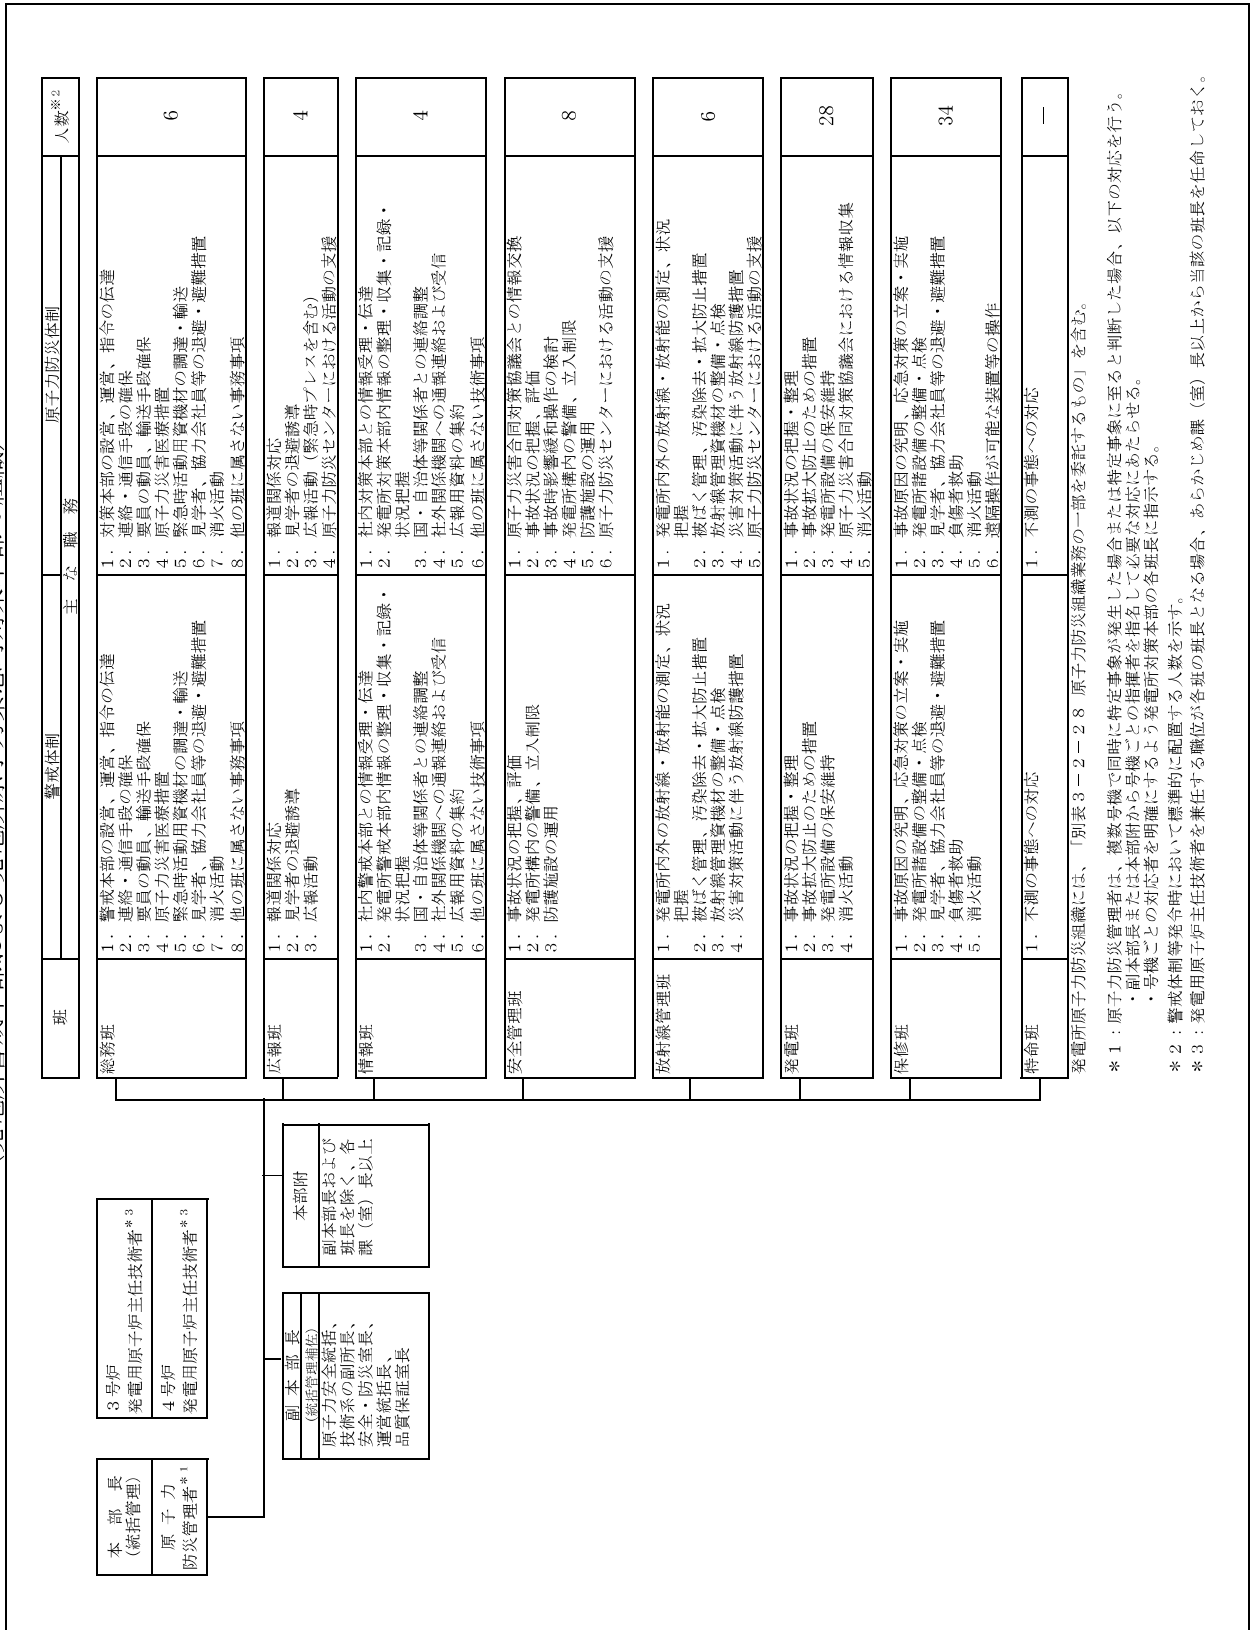 本　部　長
（統括管理）
原　子　力
防災管理者＊１
３号炉
発電用原子炉主任技術者＊３
４号炉
発電用原子炉主任技術者＊３
副　本　部　長
（統括管理補佐）
原子力安全統括、
技術系の副所長、
安全・防災室長、
運営統括長、
品質保証室長
本部附
副本部長および
班長を除く、各
課（室）長以上
班
主　な　職　務
警戒体制
原子力防災体制
人数※２
総務班
１．警戒本部の設営、運営、指令の伝達
２．連絡・通信手段の確保
３．要員の動員、輸送手段確保
４．原子力災害医療措置
５．緊急時活動用資機材の調達・輸送
６．見学者、協力会社員等の退避・避難措置
７．消火活動
８．他の班に属さない事務事項
１．対策本部の設営、運営、指令の伝達
２．連絡・通信手段の確保
３．要員の動員、輸送手段確保
４．原子力災害医療措置
５．緊急時活動用資機材の調達・輸送
６．見学者、協力会社員等の退避・避難措置
７．消火活動
８．他の班に属さない事務事項
6
広報班
１．報道関係対応
２．見学者の退避誘導
３．広報活動
１．報道関係対応
２．見学者の退避誘導
３．広報活動（緊急時プレスを含む）
４．原子力防災センターにおける活動の支援
4
情報班
１．社内警戒本部との情報受理・伝達
２．発電所警戒本部内情報の整理・収集・記録・
状況把握
３．国・自治体等関係者との連絡調整
４．社外関係機関への通報連絡および受信
５．広報用資料の集約
６．他の班に属さない技術事項
１．社内対策本部との情報受理・伝達
２．発電所対策本部内情報の整理・収集・記録・
状況把握
３．国・自治体等関係者との連絡調整
４．社外関係機関への通報連絡および受信
５．広報用資料の集約
６．他の班に属さない技術事項
4
安全管理班
１．事故状況の把握、評価
２．発電所構内の警備、立入制限
３．防護施設の運用
１．原子力災害合同対策協議会との情報交換
２．事故状況の把握、評価
３．事故時影響緩和操作の検討
４．発電所構内の警備、立入制限
５．防護施設の運用
６．原子力防災センターにおける活動の支援
8
放射線管理班
１．発電所内外の放射線・放射能の測定、状況
把握
２．被ばく管理、汚染除去・拡大防止措置
３．放射線管理資機材の整備・点検
４．災害対策活動に伴う放射線防護措置
１．発電所内外の放射線・放射能の測定、状況
把握
２．被ばく管理、汚染除去・拡大防止措置
３．放射線管理資機材の整備・点検
４．災害対策活動に伴う放射線防護措置
５．原子力防災センターにおける活動の支援
6
発電班
１．事故状況の把握・整理
２．事故拡大防止のための措置
３．発電所設備の保安維持
４．消火活動
１．事故状況の把握・整理
２．事故拡大防止のための措置
３．発電所設備の保安維持
４．原子力災害合同対策協議会における情報収集
５．消火活動
28
保修班
１．事故原因の究明、応急対策の立案・実施
２．発電所諸設備の整備・点検
３．見学者、協力会社員等の退避・避難措置
４．負傷者救助
５．消火活動
１．事故原因の究明、応急対策の立案・実施
２．発電所諸設備の整備・点検
３．見学者、協力会社員等の退避・避難措置
４．負傷者救助
５．消火活動
６．遠隔操作が可能な装置等の操作
34
特命班
１．不測の事態への対応
１．不測の事態への対応
―
発電所原子力防災組織には、「別表３－２－２８　原子力防災組織業務の一部を委託するもの」を含む。
＊１：原子力防災管理者は、複数号機で同時に特定事象が発生した場合または特定事象に至ると判断した場合、以下の対応を行う。
・副本部長または本部附から号機ごとの指揮者を指名して必要な対応にあたらせる。
・号機ごとの対応者を明確にするよう発電所対策本部の各班長に指示する。
＊２：警戒体制等発令時において標準的に配置する人数を示す。
＊３：発電用原子炉主任技術者を兼任する職位が各班の班長となる場合、あらかじめ課（室）長以上から当該の班長を任命しておく。